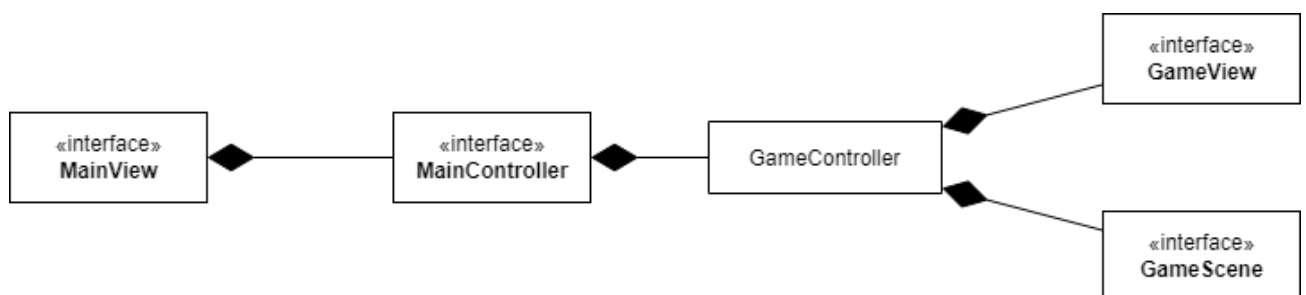 «interface»
MainView
«interface»
MainController
GameController
«interface»
GameView
«interface»
GameScene